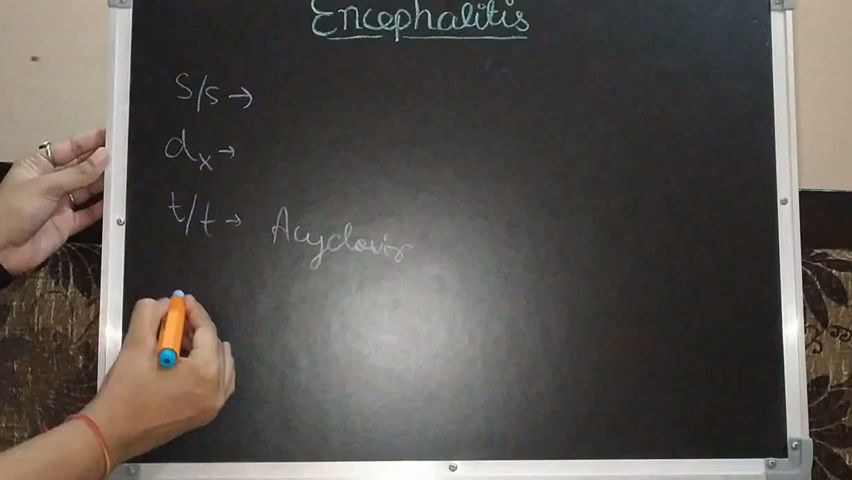 Encephalitis
S/s →
dx →
t/t → Acyclovir